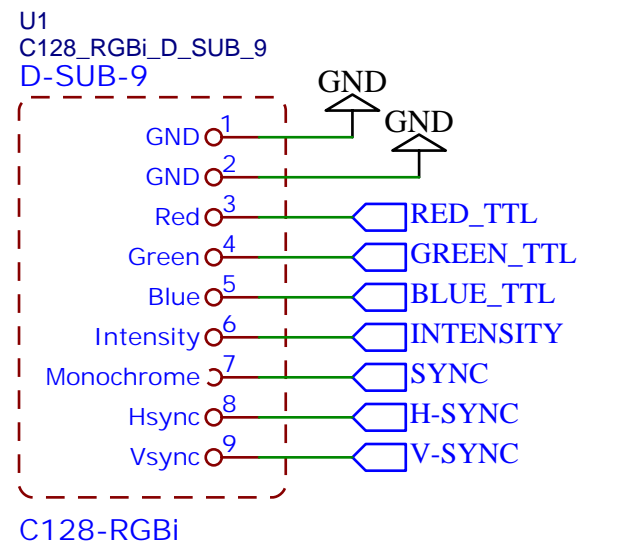 U1
C128_RGBi_D_SUB_9
D-SUB-9
GND
GND
GND 1
GND 2
Red 3 RED_TTL
Green 4 GREEN_TTL
Blue 5 BLUE_TTL
Intensity 6 INTENSITY
Monochrome 7 SYNC
Hsync 8 H-SYNC
Vsync 9 V-SYNC
C128-RGBi